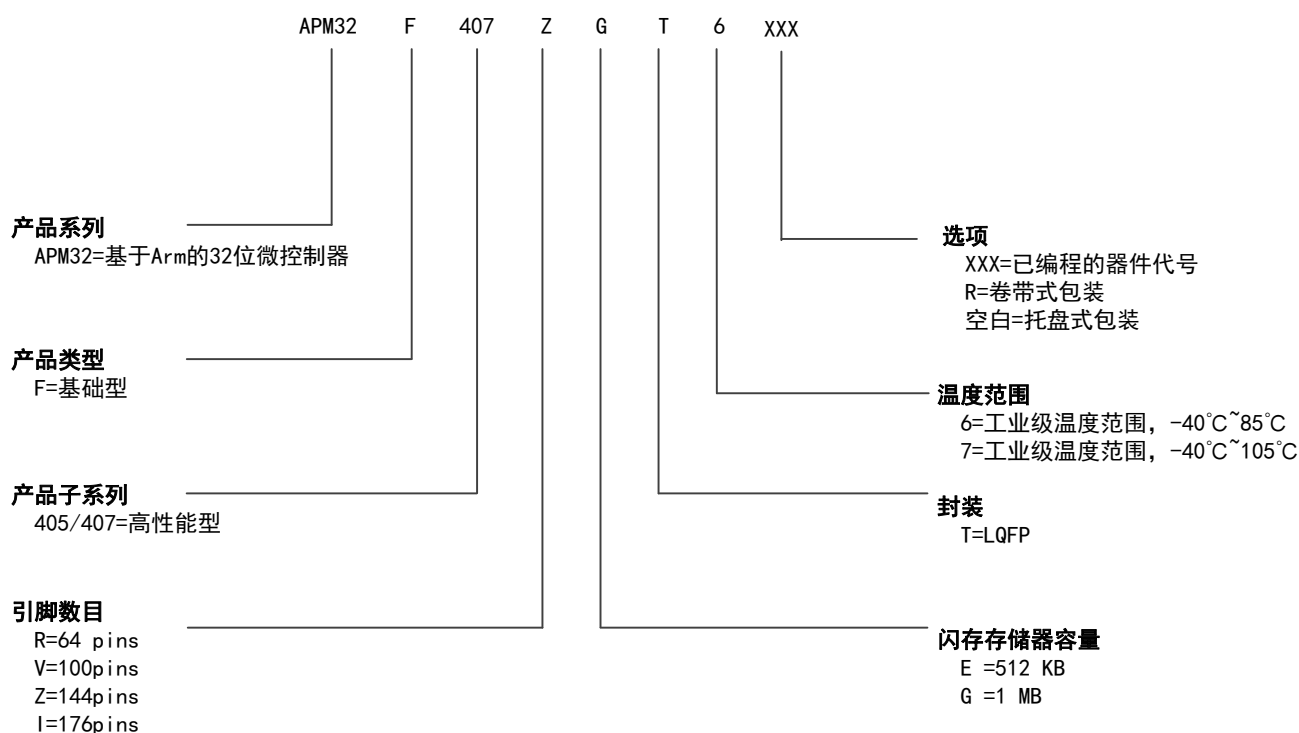 APM32 F 407 Z G T 6 XXX
产品系列
APM32=基于Arm的32位微控制器
产品类型
F=基础型
产品子系列
405/407=高性能型
引脚数目
R=64 pins
V=100pins
Z=144pins
I=176pins
选项
XXX=已编程的器件代号
R=卷带式包装
空白=托盘式包装
温度范围
6=工业级温度范围，-40℃~85℃
7=工业级温度范围，-40℃~105℃
封装
T=LQFP
闪存存储器容量
E =512 KB
G =1 MB